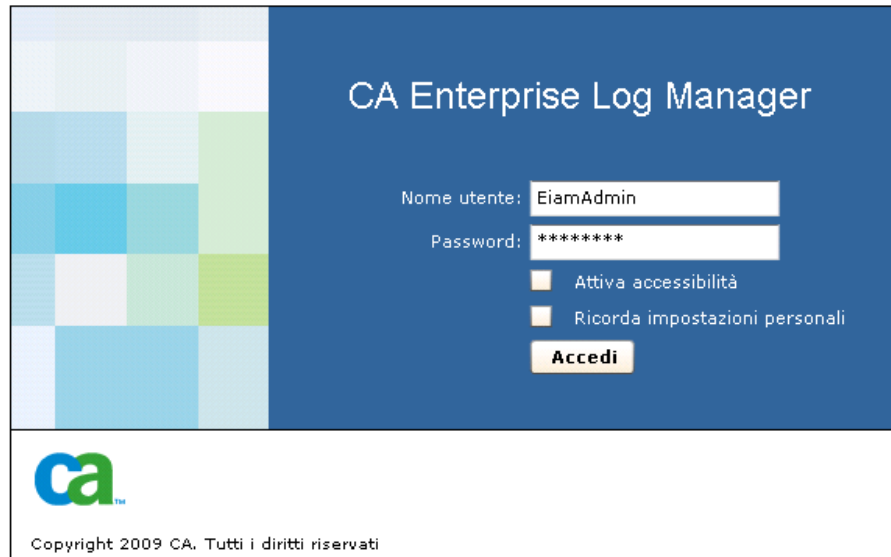 CA Enterprise Log Manager
Nome utente: EiamAdmin
Password: ********
Attiva accessibilità
Ricorda impostazioni personali
Accedi
ca™
Copyright 2009 CA. Tutti i diritti riservati